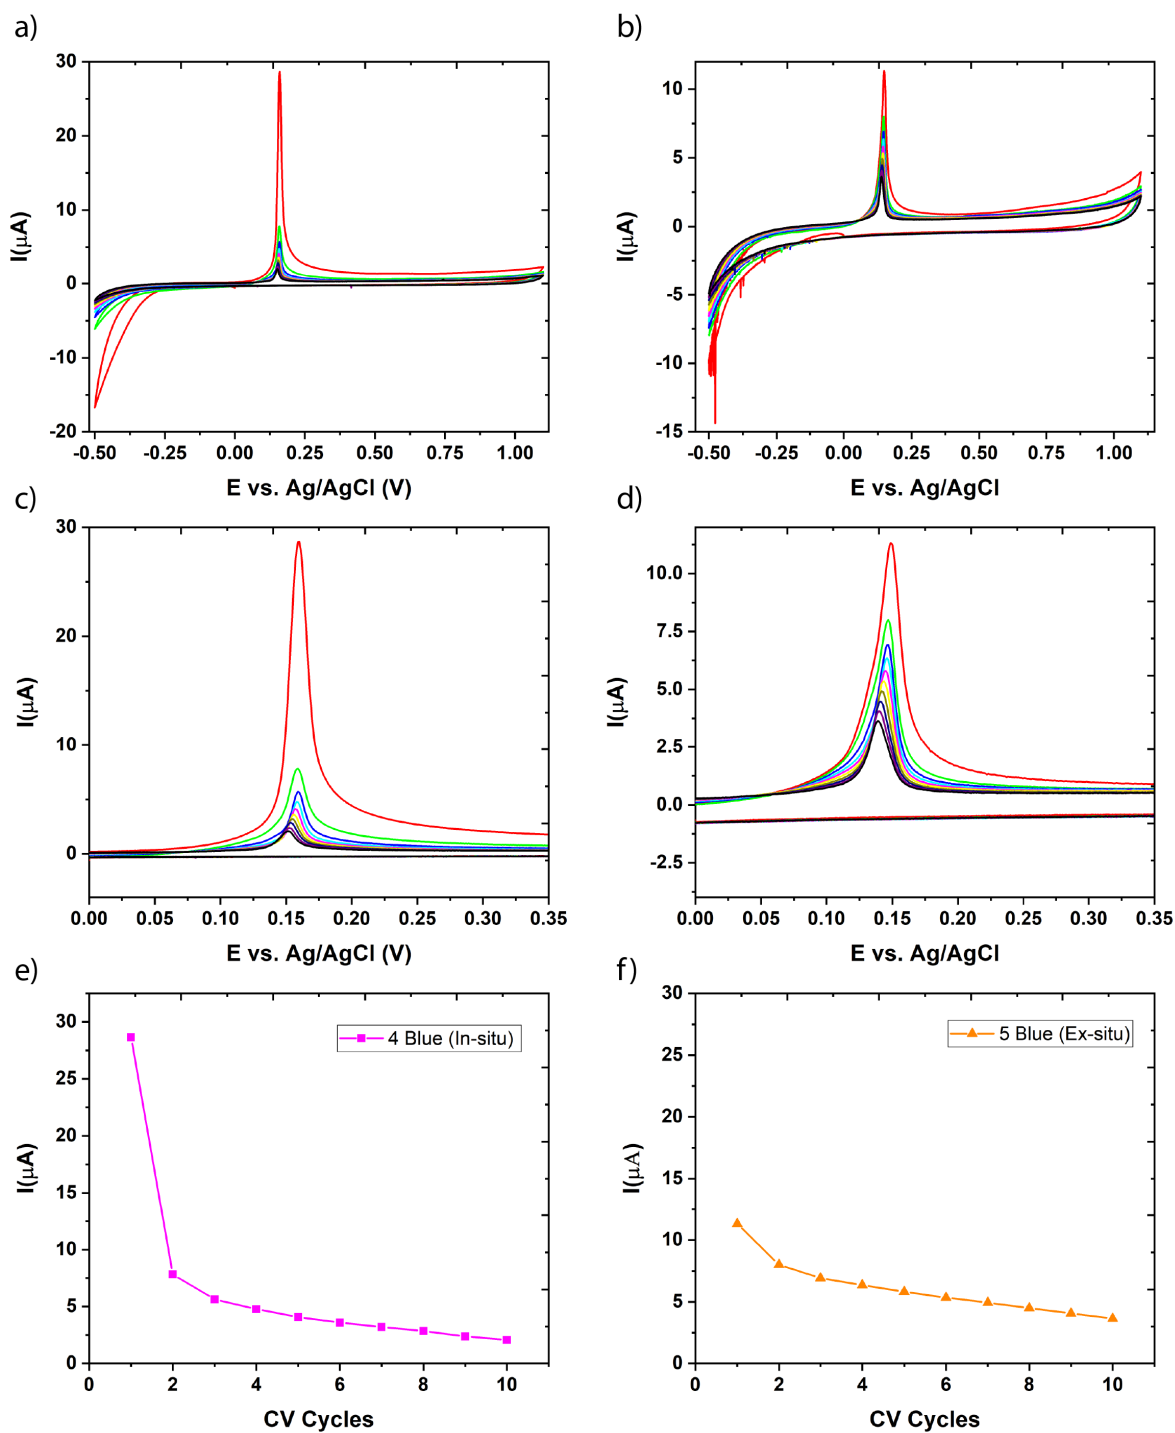 a)
30
20
10
0
-10
-20
I(μA)
-0.50 -0.25 0.00 0.25 0.50 0.75 1.00
E vs. Ag/AgCl (V)
b)
10
5
0
-5
-10
-15
I(μA)
-0.50 -0.25 0.00 0.25 0.50 0.75 1.00
E vs. Ag/AgCl
c)
30
20
10
0
I(μA)
0.00 0.05 0.10 0.15 0.20 0.25 0.30 0.35
E vs. Ag/AgCl (V)
d)
10.0
7.5
5.0
2.5
0.0
-2.5
I(μA)
0.00 0.05 0.10 0.15 0.20 0.25 0.30 0.35
E vs. Ag/AgCl
e)
30
25
20
15
10
5
0
I(μA)
4 Blue (In-situ)
0 2 4 6 8 10
CV Cycles
f)
30
25
20
15
10
5
0
I(μA)
5 Blue (Ex-situ)
0 2 4 6 8 10
CV Cycles